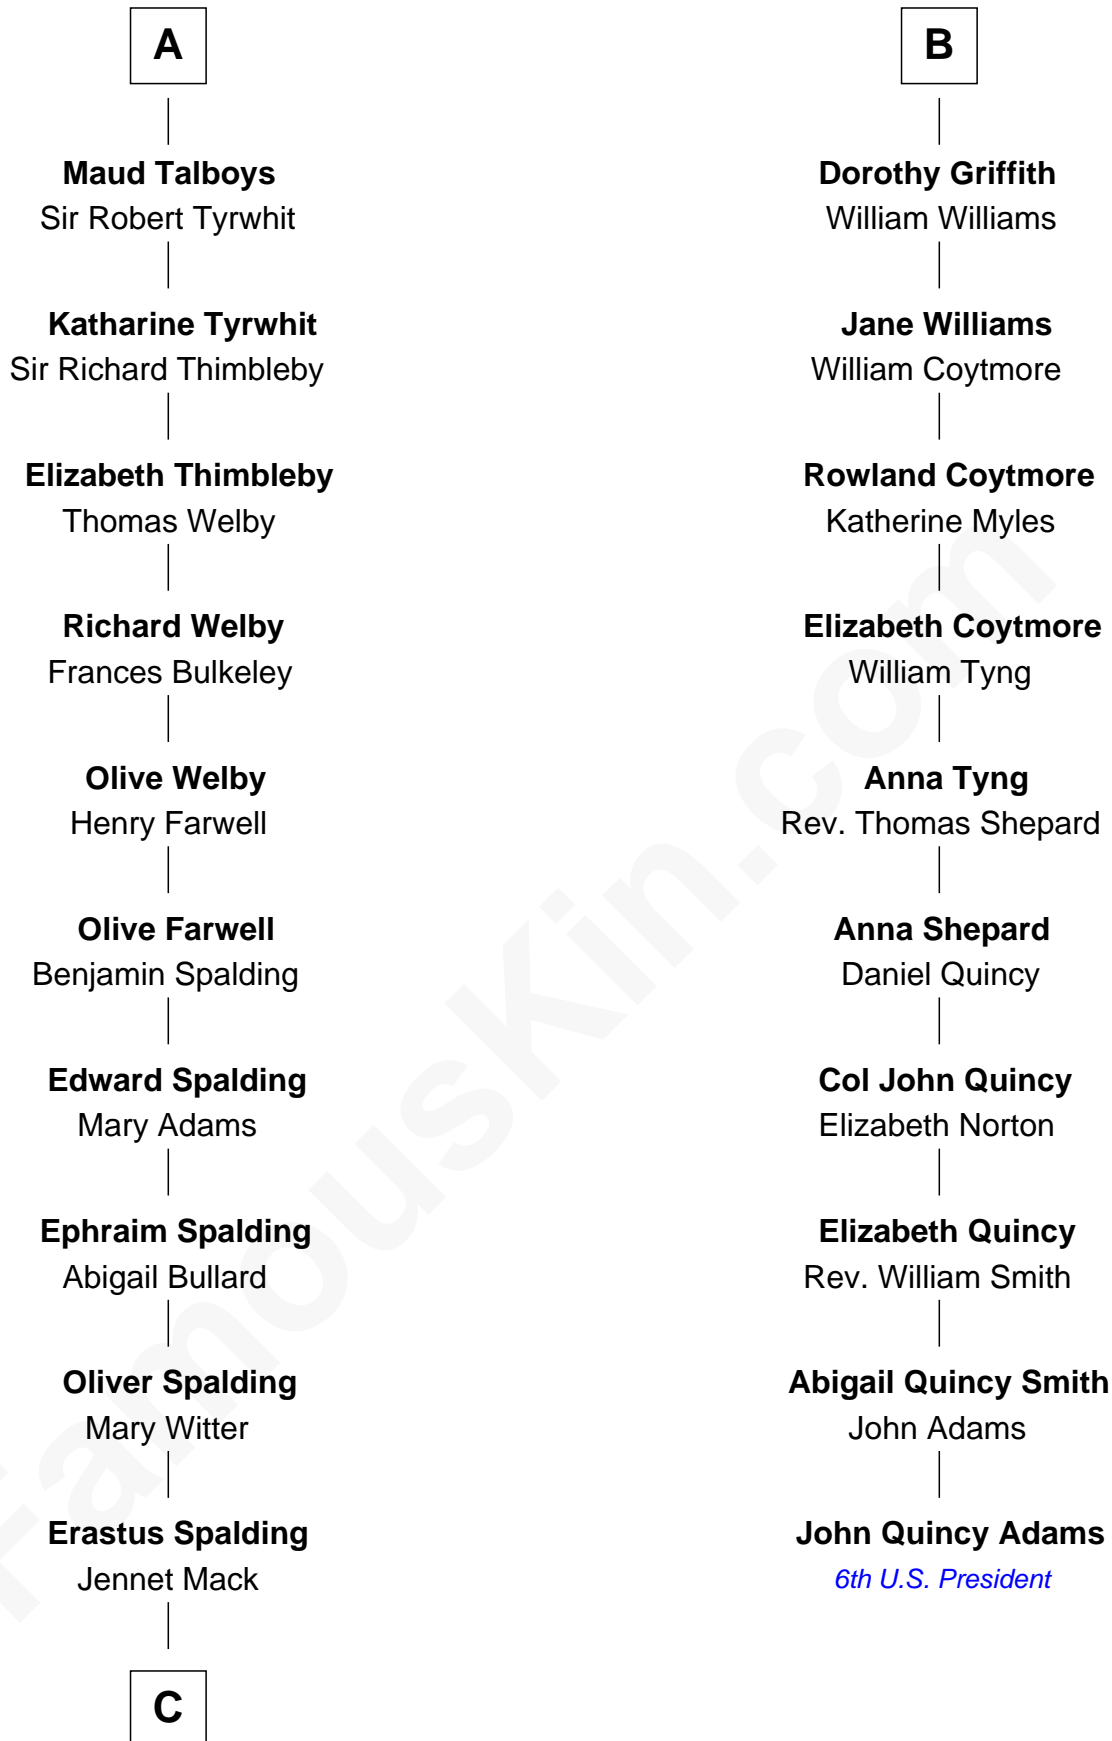 A
Maud Talboys
Sir Robert Tyrwhit
Katharine Tyrwhit
Sir Richard Thimbleby
Elizabeth Thimbleby
Thomas Welby
Richard Welby
Frances Bulkeley
Olive Welby
Henry Farwell
Olive Farwell
Benjamin Spalding
Edward Spalding
Mary Adams
Ephraim Spalding
Abigail Bullard
Oliver Spalding
Mary Witter
Erastus Spalding
Jennet Mack
C
B
Dorothy Griffith
William Williams
Jane Williams
William Coytmore
Rowland Coytmore
Katherine Myles
Elizabeth Coytmore
William Tyng
Anna Tyng
Rev. Thomas Shepard
Anna Shepard
Daniel Quincy
Col John Quincy
Elizabeth Norton
Elizabeth Quincy
Rev. William Smith
Abigail Quincy Smith
John Adams
John Quincy Adams
6th U.S. President
FamousKin.com